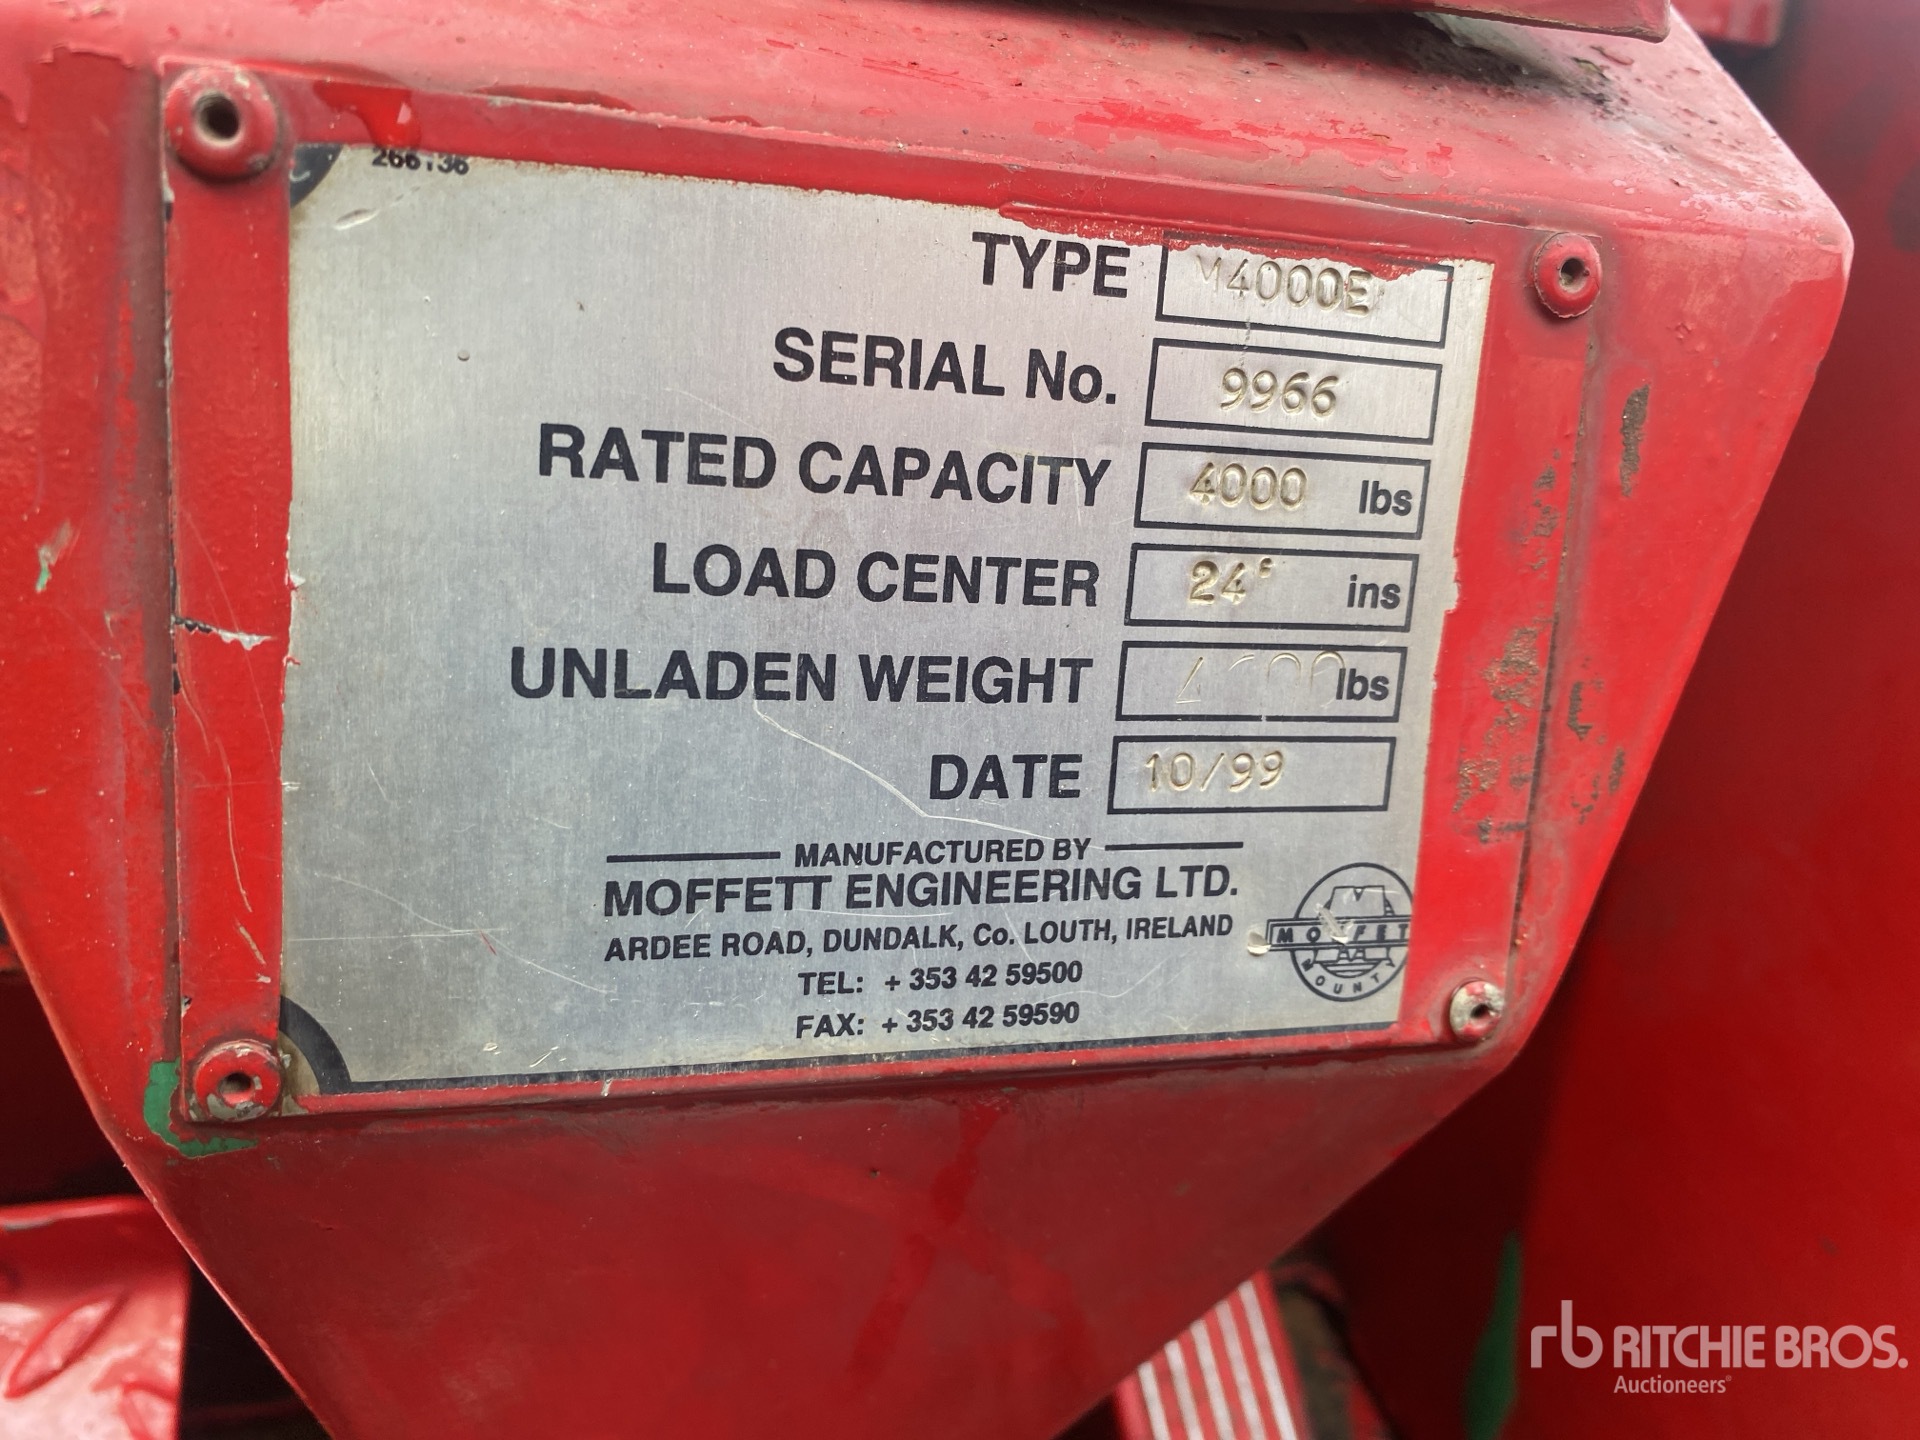 266136
TYPE M4000E
SERIAL No. 9966
RATED CAPACITY 4000 lbs
LOAD CENTER 24 ins
UNLADEN WEIGHT lbs
DATE 10/99
MANUFACTURED BY
MOFFETT ENGINEERING LTD.
ARDEE ROAD, DUNDALK, Co. LOUTH, IRELAND
TEL: + 353 42 59500
FAX: + 353 42 59590
rb RITCHIE BROS.
Auctioneers